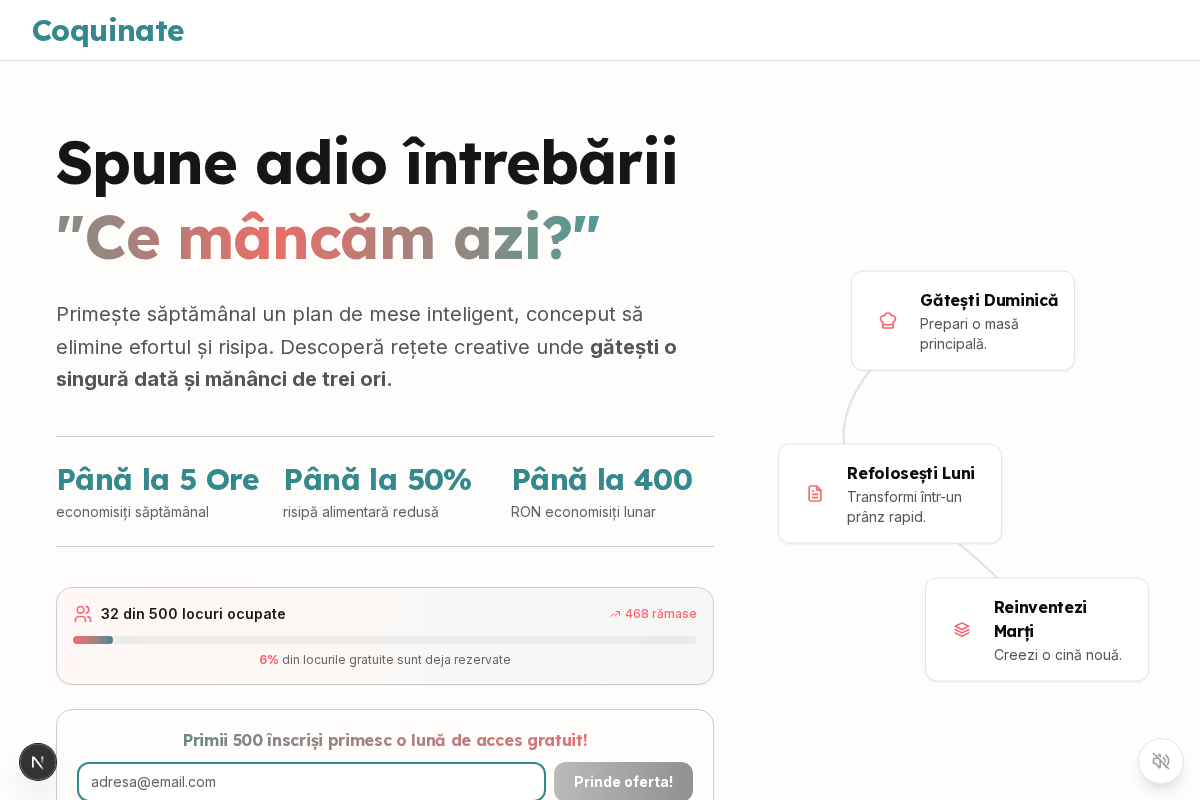 Coquinate
Spune adio întrebării
"Ce mâncăm azi?"
Primește săptămânal un plan de mese inteligent, conceput să
elimine efortul și risipa. Descoperă rețete creative unde gătești o
singură dată și mănânci de trei ori.
Până la 5 Ore
economisiți săptămânal
Până la 50%
risipă alimentară redusă
Până la 400
RON economisiți lunar
32 din 500 locuri ocupate
468 rămase
6% din locurile gratuite sunt deja rezervate
Primii 500 înscriși primesc o lună de acces gratuit!
adresa@email.com
Prinde oferta!
Gătești Duminică
Prepari o masă
principală.
Refolosești Luni
Transformi într-un
prânz rapid.
Reinventezi
Marți
Creezi o cină nouă.
N